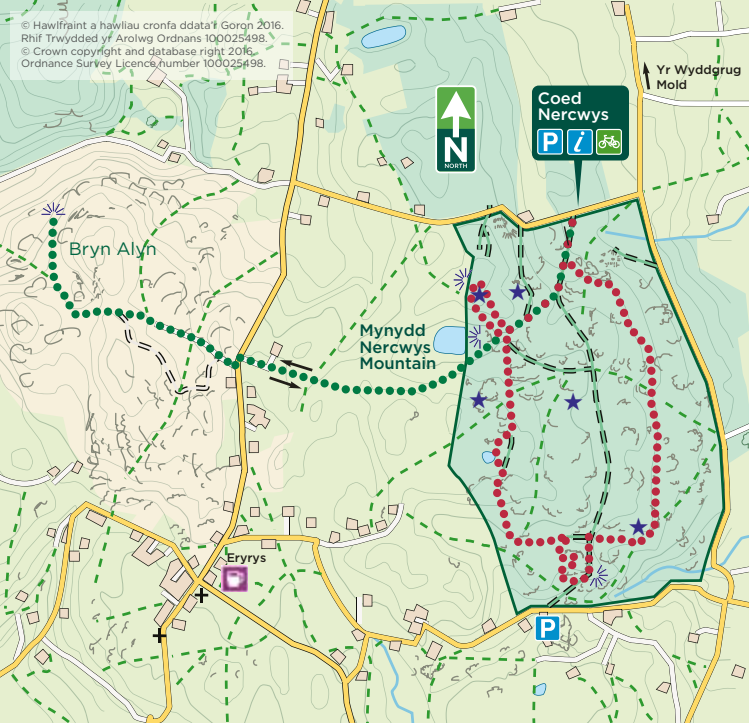 © Hawlfraint a hawliau cronfa ddata'r Goron 2016.
Rhif Trwydded yr Arolwg Ordnans 100025498.
© Crown copyright and database right 2016.
Ordnance Survey Licence number 100025498.
Yr Wyddgrug
Mold
Coed
Nercwys
P i
N
NORTH
Bryn Alyn
Mynydd
Nercwys
Mountain
Eryrys
P